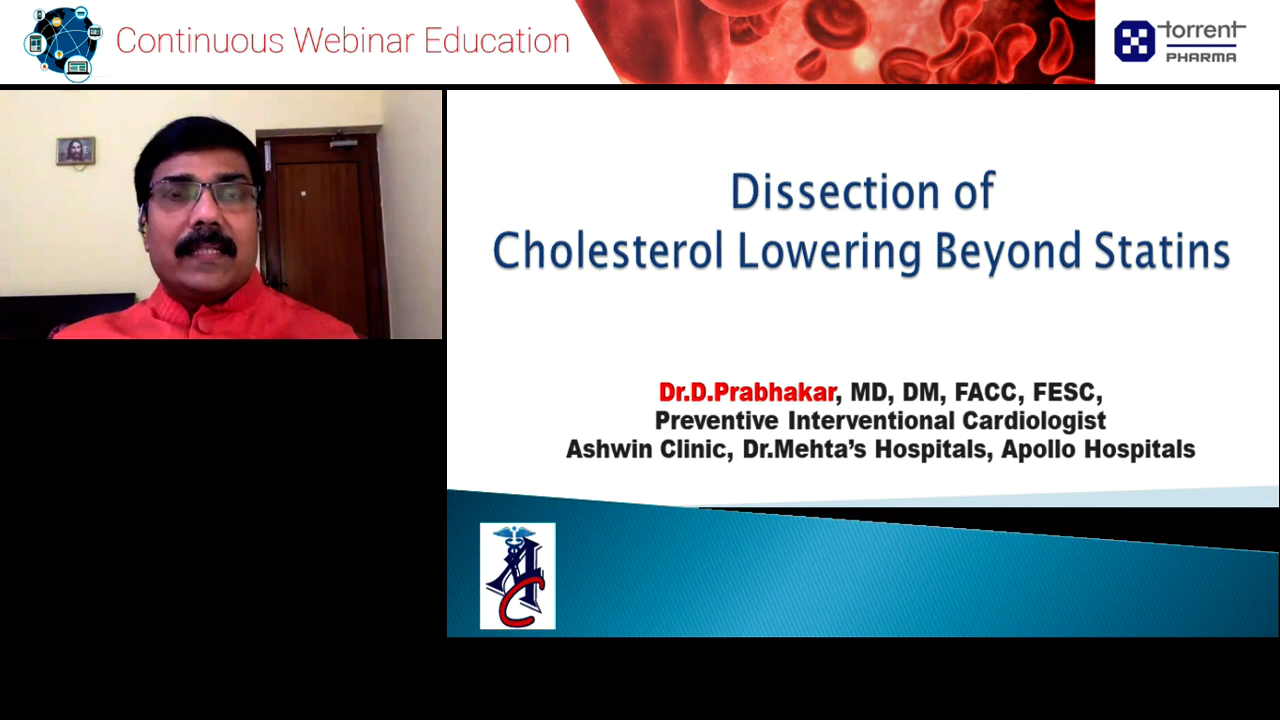 Continuous Webinar Education
torrent
PHARMA
Dissection of
Cholesterol Lowering Beyond Statins
Dr.D.Prabhakar, MD, DM, FACC, FESC,
Preventive Interventional Cardiologist
Ashwin Clinic, Dr.Mehta's Hospitals, Apollo Hospitals
AC